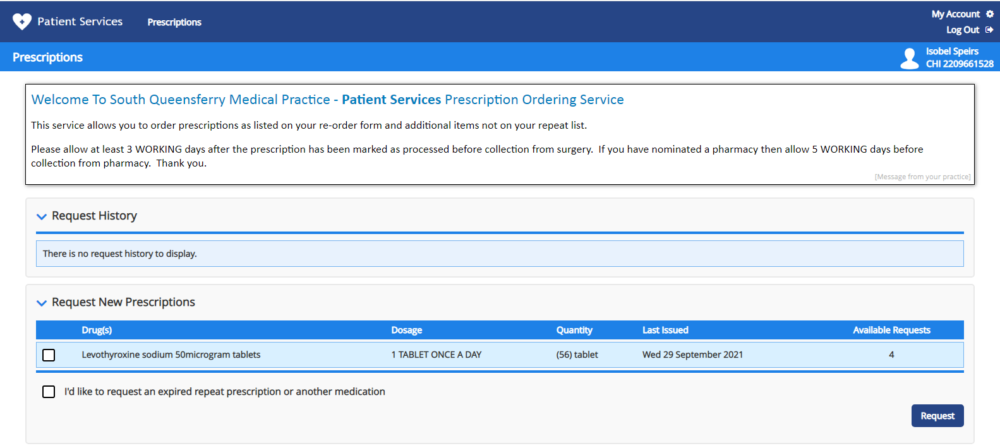 Patient Services
Prescriptions
My Account
Log Out
Prescriptions
Isobel Speirs
CHI 2209661528
Welcome To South Queensferry Medical Practice - Patient Services Prescription Ordering Service
This service allows you to order prescriptions as listed on your re-order form and additional items not on your repeat list.
Please allow at least 3 WORKING days after the prescription has been marked as processed before collection from surgery.  If you have nominated a pharmacy then allow 5 WORKING days before
collection from pharmacy.  Thank you.
[Message from your practice]
Request History
There is no request history to display.
Request New Prescriptions
Drug(s) Dosage Quantity Last Issued Available Requests
Levothyroxine sodium 50microgram tablets 1 TABLET ONCE A DAY (56) tablet Wed 29 September 2021 4
I'd like to request an expired repeat prescription or another medication
Request